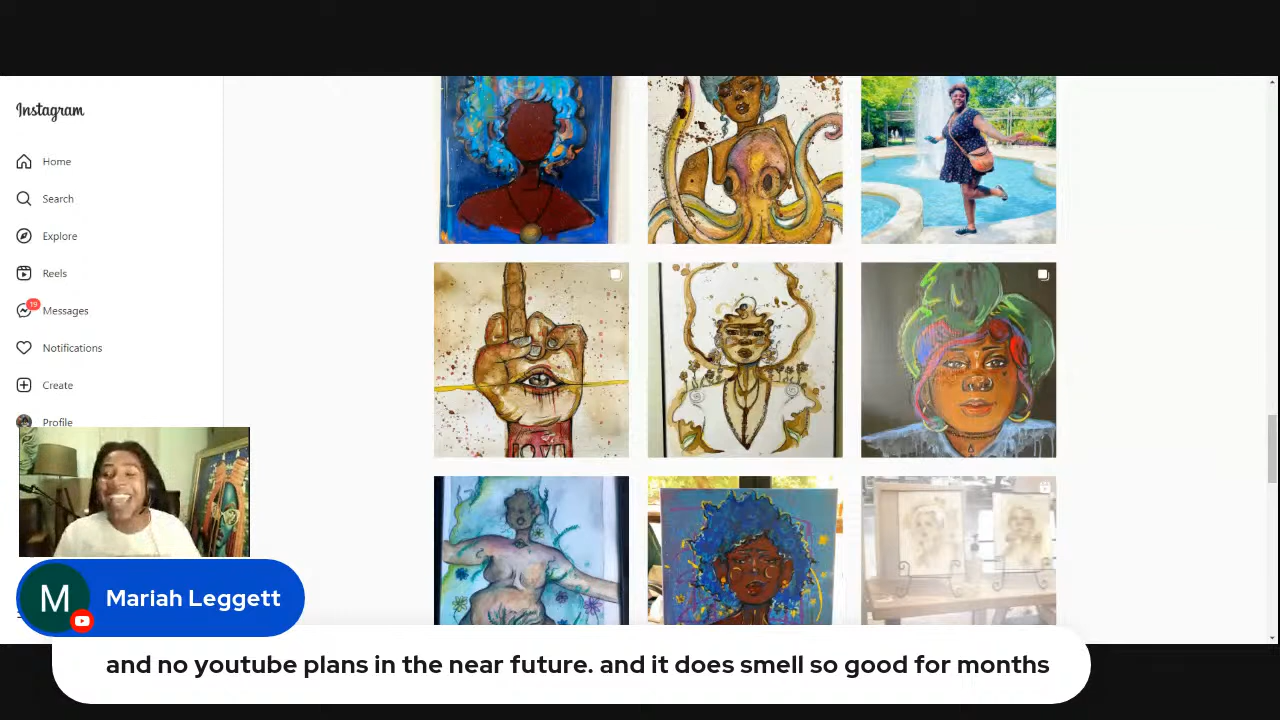 Instagram
Home
Search
Explore
Reels
19
Messages
Notifications
Create
Profile
LOVE
M
Mariah Leggett
and no youtube plans in the near future. and it does smell so good for months